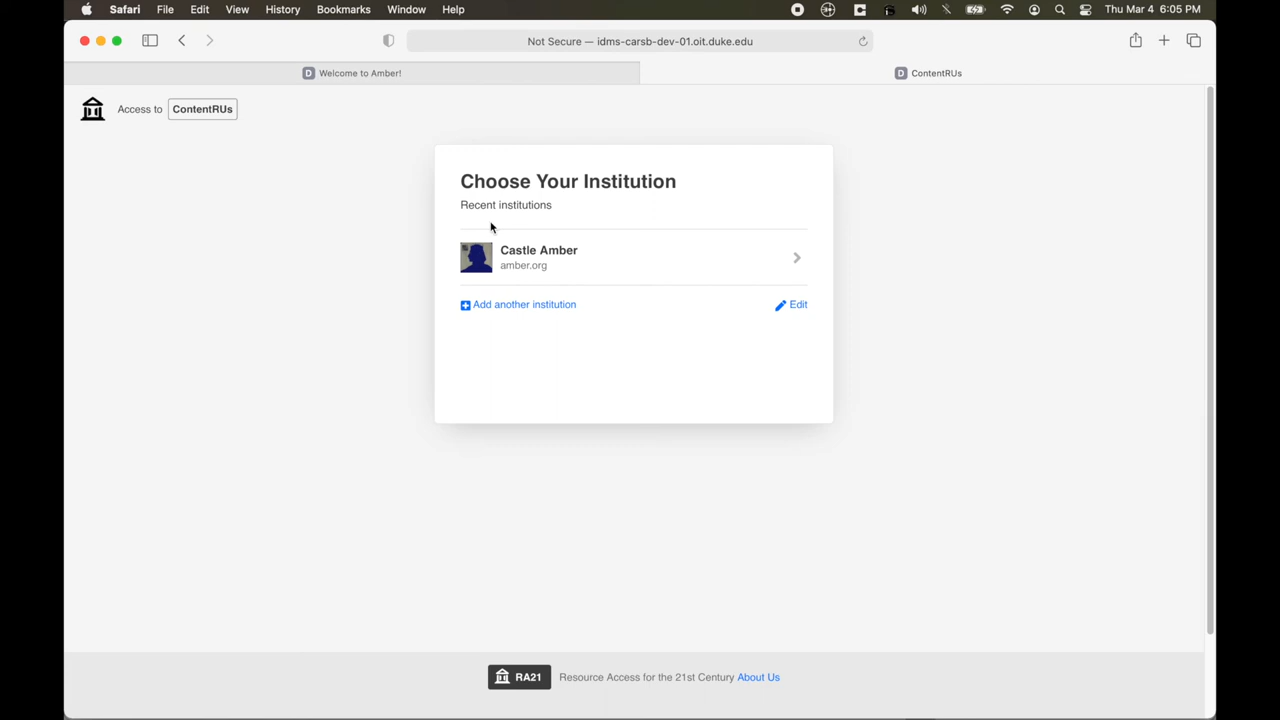 Safari File Edit View History Bookmarks Window Help Thu Mar 4 6:05 PM
Not Secure — idms-carsb-dev-01.oit.duke.edu
D Welcome to Amber! D ContentRUs
Access to ContentRUs
Choose Your Institution
Recent institutions
Castle Amber
amber.org
Add another institution Edit
RA21 Resource Access for the 21st Century About Us